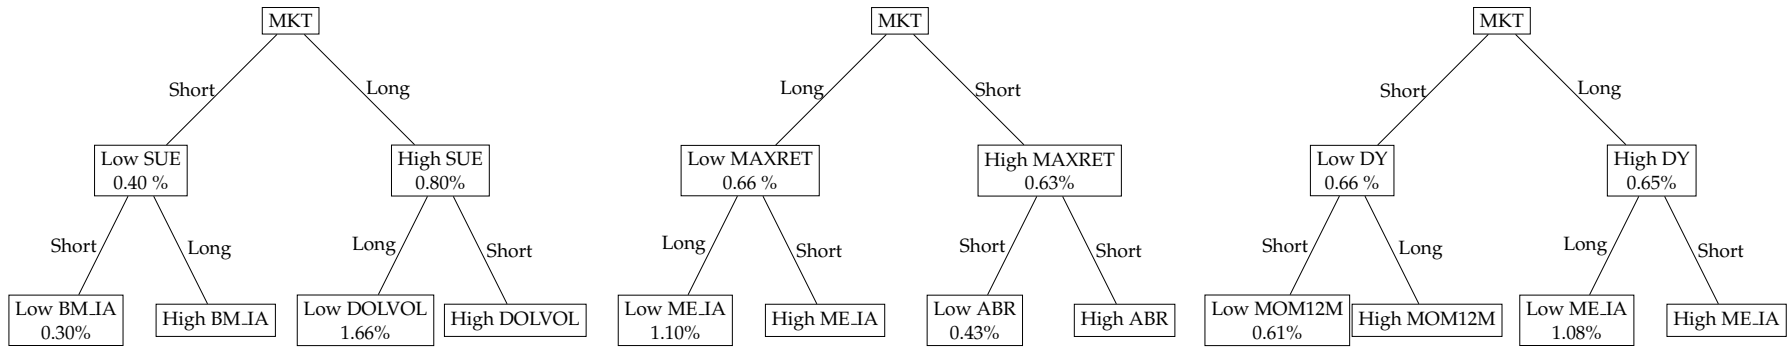 MKT
Short
Long
Low SUE
0.40 %
High SUE
0.80%
Short
Long
Long
Short
Low BM_IA
0.30%
High BM_IA
Low DOLVOL
1.66%
High DOLVOL
MKT
Long
Short
Low MAXRET
0.66 %
High MAXRET
0.63%
Long
Short
Short
Short
Low ME_IA
1.10%
High ME_IA
Low ABR
0.43%
High ABR
MKT
Short
Long
Low DY
0.66 %
High DY
0.65%
Short
Long
Long
Short
Low MOM12M
0.61%
High MOM12M
Low ME_IA
1.08%
High ME_IA